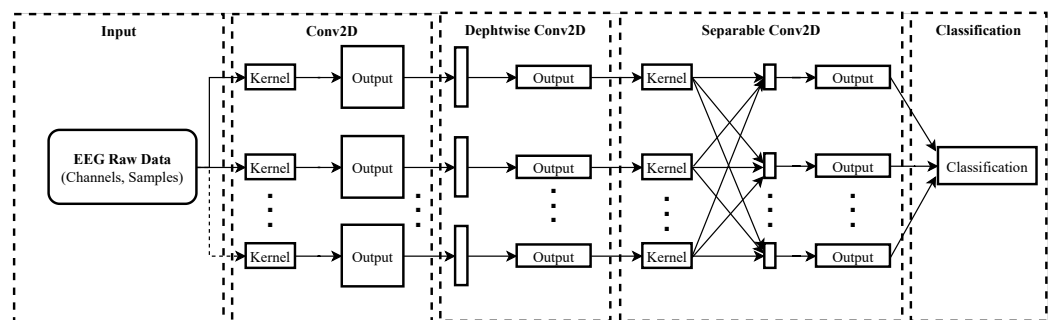 Input
Conv2D
Dephtwise Conv2D
Separable Conv2D
Classification
EEG Raw Data
(Channels, Samples)
Kernel
Output
Output
Kernel
Output
Kernel
Output
Output
Kernel
Output
Classification
Kernel
Output
Output
Kernel
Output